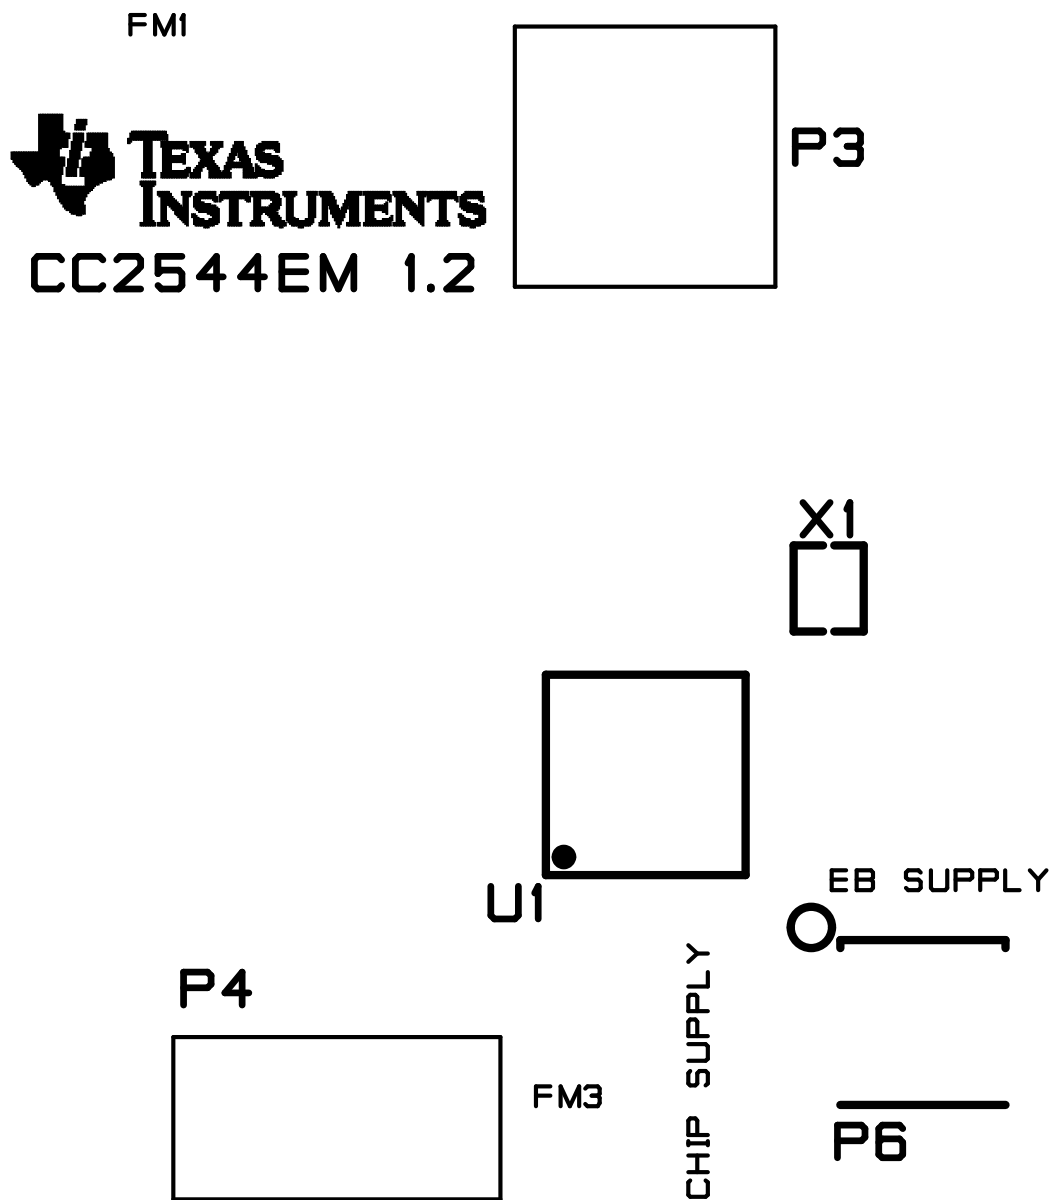 FM1
P3
TEXAS
INSTRUMENTS
CC2544EM 1.2
X1
U1
EB SUPPLY
P4
CHIP SUPPLY
FM3
P6